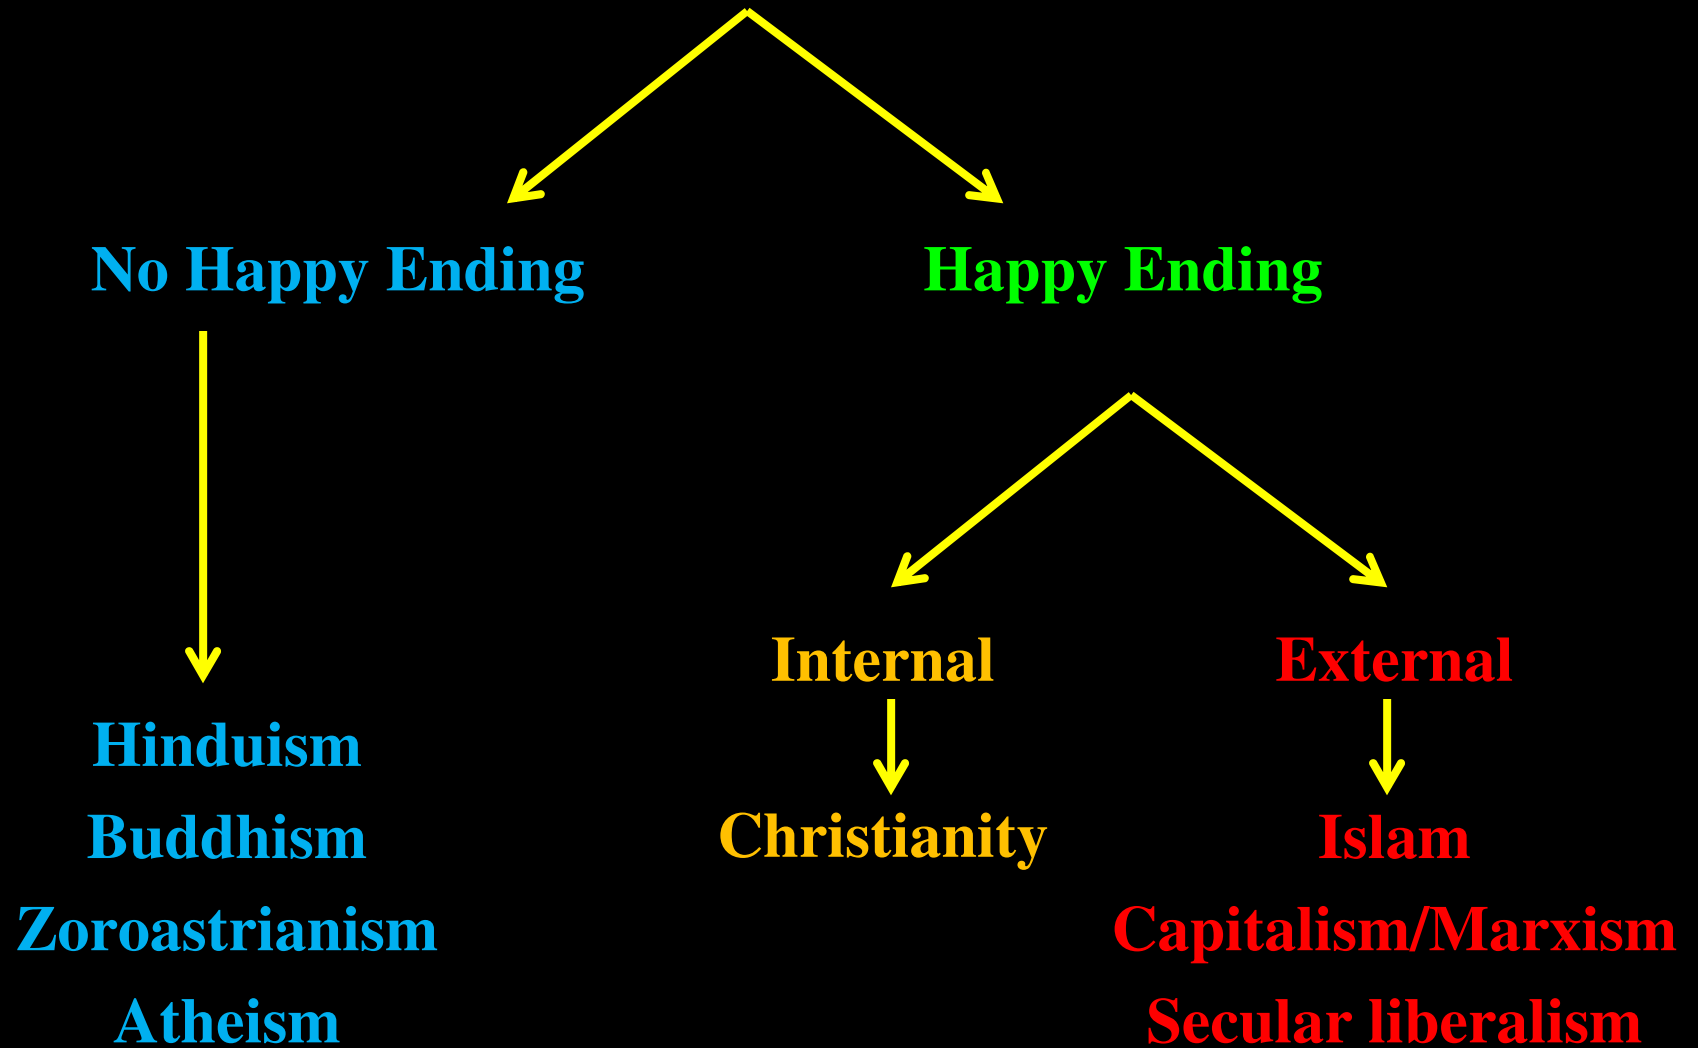 No Happy Ending
Happy Ending
Internal
External
Hinduism
Buddhism
Zoroastrianism
Atheism
Christianity
Islam
Capitalism/Marxism
Secular liberalism